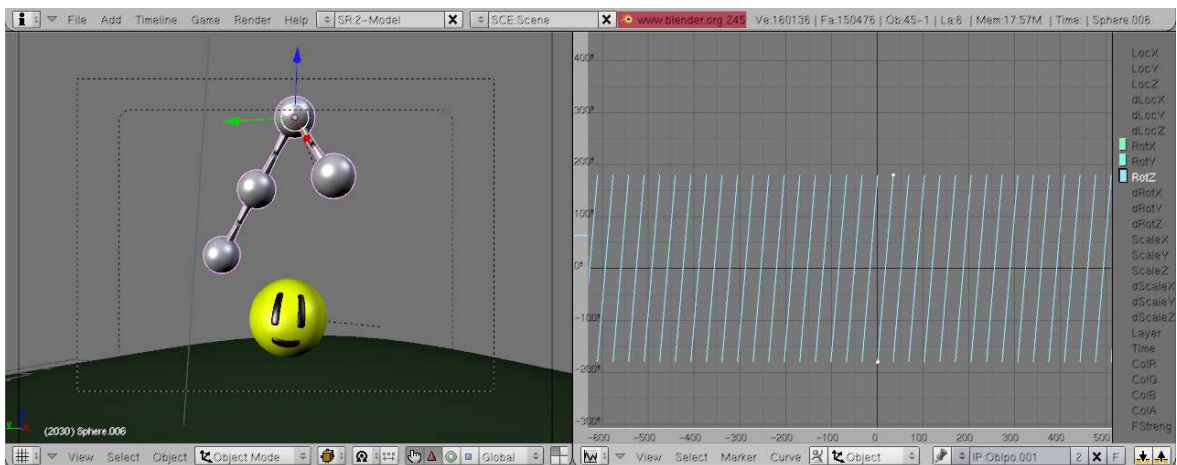 File Add Timeline Game Render Help SR:2-Model SCE:Scene www.blender.org 245 Ve:160136 | Fa:150476 | Ob:45-1 | La:6 | Mem:17.57M | Time: | Sphere.006
400°
300°
200°
100°
0°
-100°
-200°
-300°
-600 -500 -400 -300 -200 -100 0 100 200 300 400 500
LocX
LocY
LocZ
dLocX
dLocY
dLocZ
RotX
RotY
RotZ
dRotX
dRotY
dRotZ
ScaleX
ScaleY
ScaleZ
dScaleX
dScaleY
dScaleZ
Layer
Time
ColR
ColG
ColB
ColA
FStreng
(2030) Sphere.006
View Select Object Object Mode Global
View Select Marker Curve Object IP:ObIpo.001 2 X F